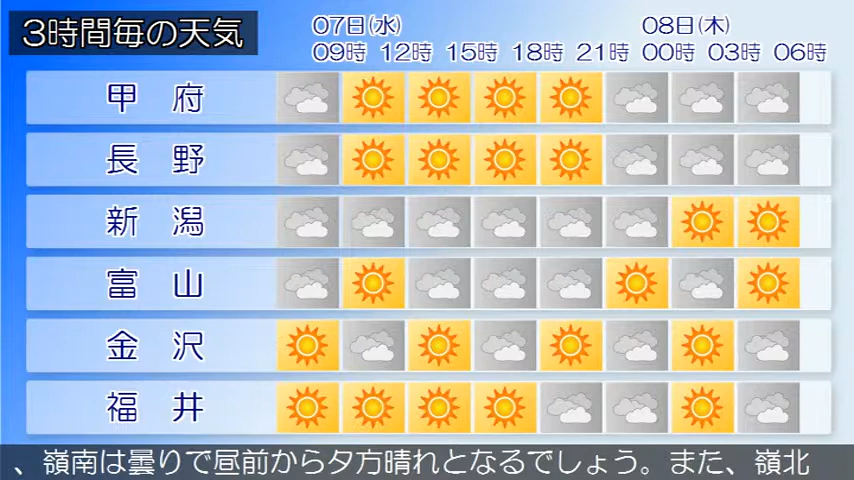 3時間毎の天気
07日(水) 08日(木)
09時 12時 15時 18時 21時 00時 03時 06時
甲府
長野
新潟
富山
金沢
福井
、嶺南は曇りで昼前から夕方晴れとなるでしょう。また、嶺北